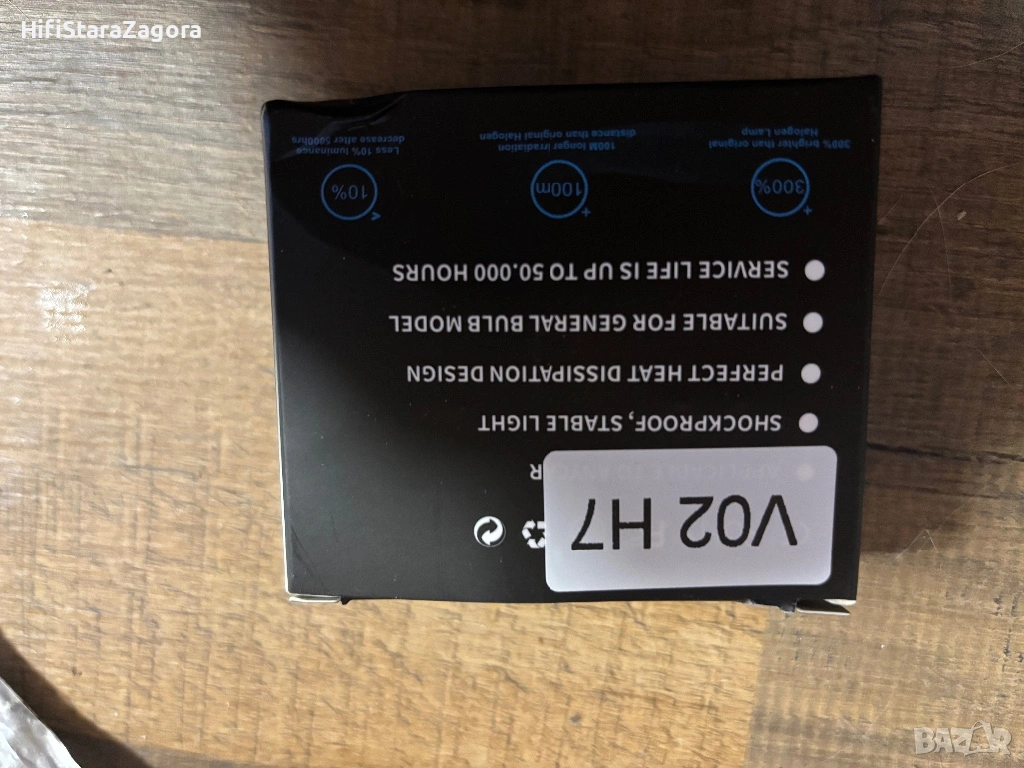 HifiStaraZagora
V02 H7
SHOCKPROOF, STABLE LIGHT
PERFECT HEAT DISSIPATION DESIGN
SUITABLE FOR GENERAL BULB MODEL
SERVICE LIFE IS UP TO 50.000 HOURS
+
300%
300% brighter than original
Halogen Lamp
+
100m
100M longer irradiation
distance than original Halogen
<
10%
Less 10% luminance
decrease after 5000hrs
BAZAR